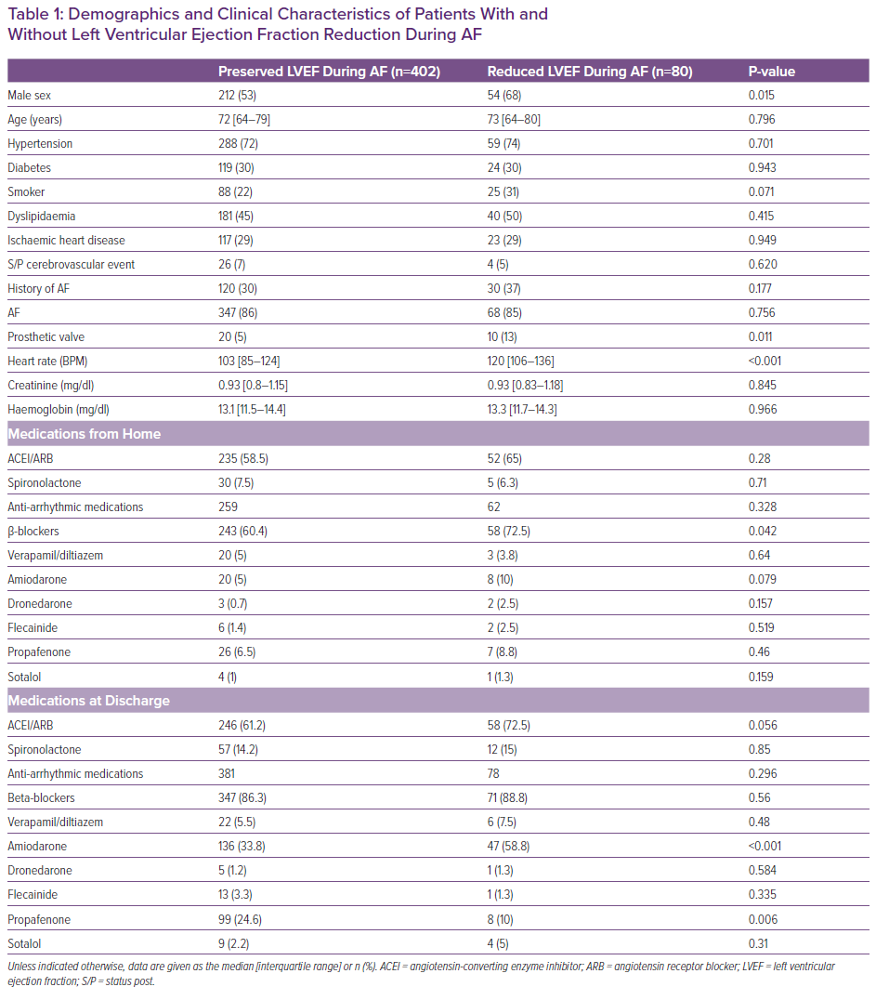 Table 1: Demographics and Clinical Characteristics of Patients With and
Without Left Ventricular Ejection Fraction Reduction During AF
Preserved LVEF During AF (n=402) Reduced LVEF During AF (n=80) P-value
Male sex 212 (53) 54 (68) 0.015
Age (years) 72 [64–79] 73 [64–80] 0.796
Hypertension 288 (72) 59 (74) 0.701
Diabetes 119 (30) 24 (30) 0.943
Smoker 88 (22) 25 (31) 0.071
Dyslipidaemia 181 (45) 40 (50) 0.415
Ischaemic heart disease 117 (29) 23 (29) 0.949
S/P cerebrovascular event 26 (7) 4 (5) 0.620
History of AF 120 (30) 30 (37) 0.177
AF 347 (86) 68 (85) 0.756
Prosthetic valve 20 (5) 10 (13) 0.011
Heart rate (BPM) 103 [85–124] 120 [106–136] <0.001
Creatinine (mg/dl) 0.93 [0.8–1.15] 0.93 [0.83–1.18] 0.845
Haemoglobin (mg/dl) 13.1 [11.5–14.4] 13.3 [11.7–14.3] 0.966
Medications from Home
ACEI/ARB 235 (58.5) 52 (65) 0.28
Spironolactone 30 (7.5) 5 (6.3) 0.71
Anti-arrhythmic medications 259 62 0.328
β-blockers 243 (60.4) 58 (72.5) 0.042
Verapamil/diltiazem 20 (5) 3 (3.8) 0.64
Amiodarone 20 (5) 8 (10) 0.079
Dronedarone 3 (0.7) 2 (2.5) 0.157
Flecainide 6 (1.4) 2 (2.5) 0.519
Propafenone 26 (6.5) 7 (8.8) 0.46
Sotalol 4 (1) 1 (1.3) 0.159
Medications at Discharge
ACEI/ARB 246 (61.2) 58 (72.5) 0.056
Spironolactone 57 (14.2) 12 (15) 0.85
Anti-arrhythmic medications 381 78 0.296
Beta-blockers 347 (86.3) 71 (88.8) 0.56
Verapamil/diltiazem 22 (5.5) 6 (7.5) 0.48
Amiodarone 136 (33.8) 47 (58.8) <0.001
Dronedarone 5 (1.2) 1 (1.3) 0.584
Flecainide 13 (3.3) 1 (1.3) 0.335
Propafenone 99 (24.6) 8 (10) 0.006
Sotalol 9 (2.2) 4 (5) 0.31
Unless indicated otherwise, data are given as the median [interquartile range] or n (%). ACEI = angiotensin-converting enzyme inhibitor; ARB = angiotensin receptor blocker; LVEF = left ventricular
ejection fraction; S/P = status post.